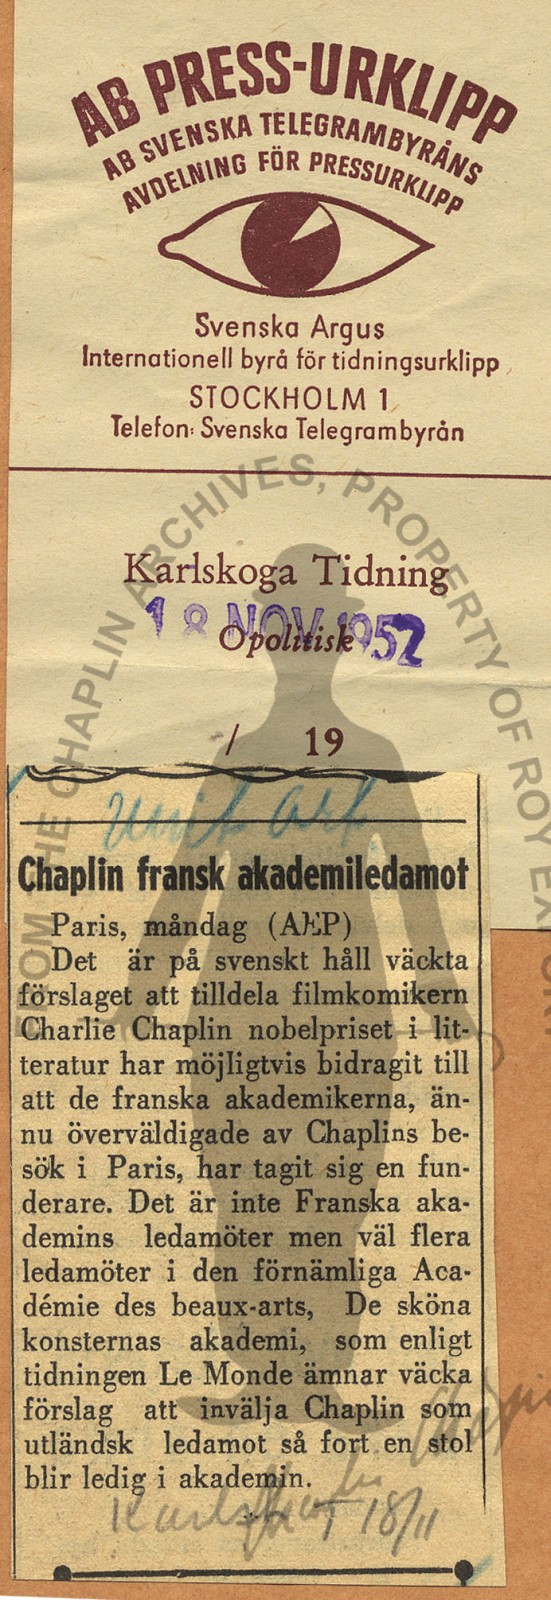 AB PRESS-URKLIPP
AB SVENSKA TELEGRAMBYRÅNS
AVDELNING FÖR PRESSURKLIPP
Svenska Argus
Internationell byrå för tidningsurklipp
STOCKHOLM 1
Telefon: Svenska Telegrambyrån
FROM THE CHAPLIN ARCHIVES, PROPERTY OF ROY EXPORT
Karlskoga Tidning
18 NOV 1952
Opolitisk
/ 19
Unit. Art.
Chaplin fransk akademiledamot
Paris, måndag (AEP)
Det är på svenskt håll väckta
förslaget att tilldela filmkomikern
Charlie Chaplin nobelpriset i lit-
teratur har möjligtvis bidragit till
att de franska akademikerna, än-
nu överväldigade av Chaplins be-
sök i Paris, har tagit sig en fun-
derare. Det är inte Franska aka-
demins ledamöter men väl flera
ledamöter i den förnämliga Aca-
démie des beaux-arts, De sköna
konsternas akademi, som enligt
tidningen Le Monde ämnar väcka
förslag att invälja Chaplin som
utländsk ledamot så fort en stol
blir ledig i akademin.
T 18/11